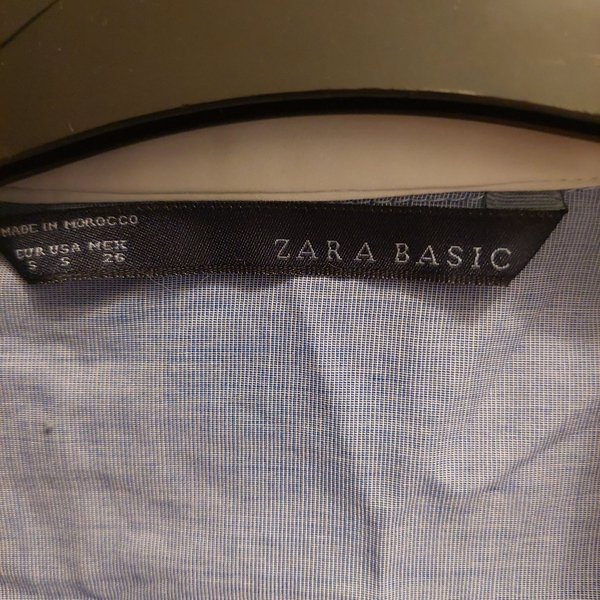 MADE IN MOROCCO
EUR USA MEX
S S 26
ZARA BASIC